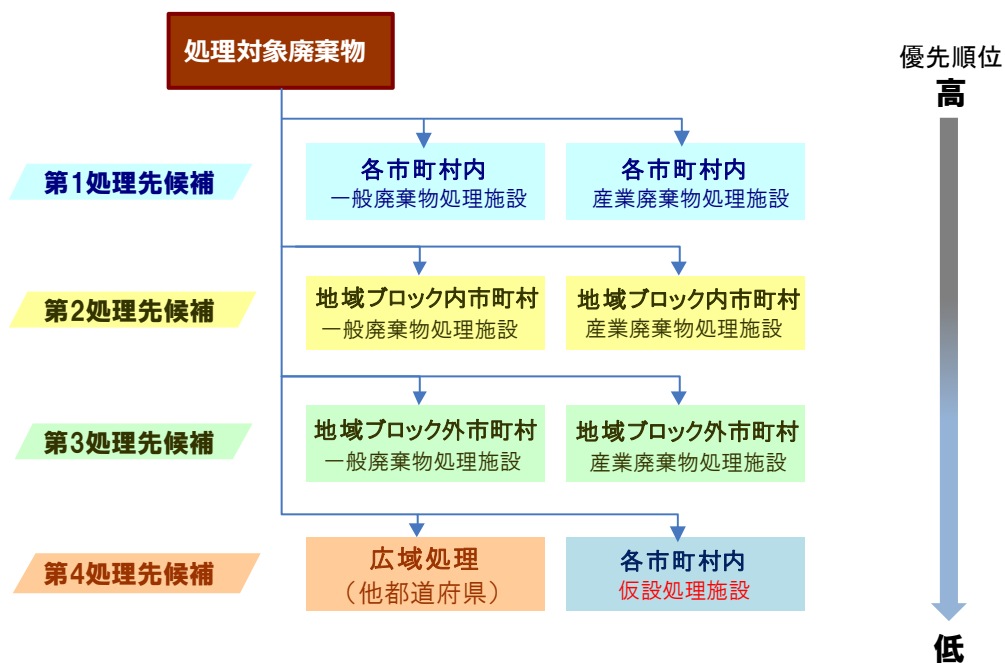 処理対象廃棄物
優先順位
高
第1処理先候補
各市町村内
一般廃棄物処理施設
各市町村内
産業廃棄物処理施設
第2処理先候補
地域ブロック内市町村
一般廃棄物処理施設
地域ブロック内市町村
産業廃棄物処理施設
第3処理先候補
地域ブロック外市町村
一般廃棄物処理施設
地域ブロック外市町村
産業廃棄物処理施設
第4処理先候補
広域処理
（他都道府県）
各市町村内
仮設処理施設
低